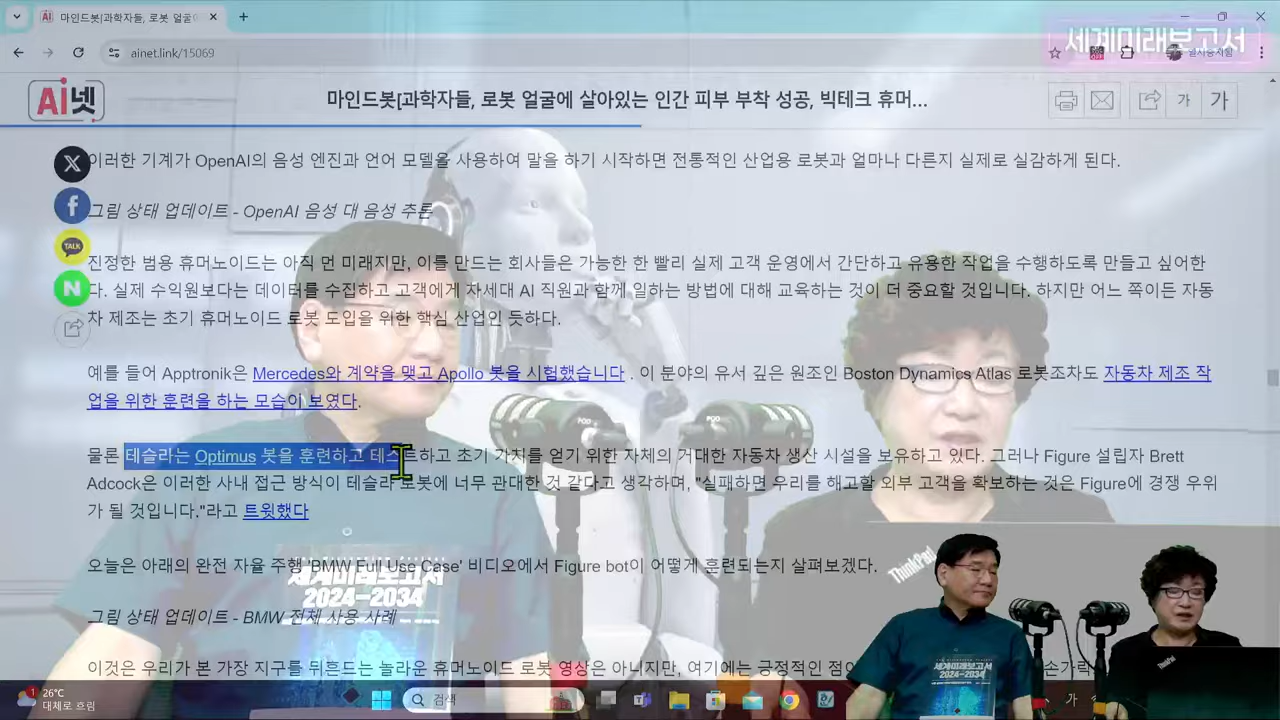 마인드봇[과학자들, 로봇 얼굴에
ainet.link/15069
세계미래보고서
Ai넷
마인드봇[과학자들, 로봇 얼굴에 살아있는 인간 피부 부착 성공, 빅테크 휴머...
가 가
이러한 기계가 OpenAI의 음성 엔진과 언어 모델을 사용하여 말을 하기 시작하면 전통적인 산업용 로봇과 얼마나 다른지 실제로 실감하게 된다.
그림 상태 업데이트 - OpenAI 음성 대 음성 추론
진정한 범용 휴머노이드는 아직 먼 미래지만, 이를 만드는 회사들은 가능한 한 빨리 실제 고객 운영에서 간단하고 유용한 작업을 수행하도록 만들고 싶어한
TALK
다. 실제 수익원보다는 데이터를 수집하고 고객에게 차세대 AI 직원과 함께 일하는 방법에 대해 교육하는 것이 더 중요할 것입니다. 하지만 어느 쪽이든 자동
차 제조는 초기 휴머노이드 로봇 도입을 위한 핵심 산업인 듯하다.
예를 들어 Apptronik은 Mercedes와 계약을 맺고 Apollo 봇을 시험했습니다 . 이 분야의 유서 깊은 원조인 Boston Dynamics Atlas 로봇조차도 자동차 제조 작
업을 위한 훈련을 하는 모습이 보였다.
물론 테슬라는 Optimus 봇을 훈련하고 테스트하고 초기 가치를 얻기 위한 자체의 거대한 자동차 생산 시설을 보유하고 있다. 그러나 Figure 설립자 Brett
Adcock은 이러한 사내 접근 방식이 테슬라 로봇에 너무 관대한 것 같다고 생각하며, "실패하면 우리를 해고할 외부 고객을 확보하는 것은 Figure에 경쟁 우위
가 될 것입니다."라고 트윗했다
오늘은 아래의 완전 자율 주행 'BMW Full Use Case' 비디오에서 Figure bot이 어떻게 훈련되는지 살펴보겠다.
ThinkPad
세계미래보고서
2024-2034
그림 상태 업데이트 - BMW 전체 사용 사례
이것은 우리가 본 가장 지구를 뒤흔드는 놀라운 휴머노이드 로봇 영상은 아니지만, 여기에는 긍정적인 점이
손가락
세계미래보고서
2024-2034
26°C
대체로 흐림
검색
가